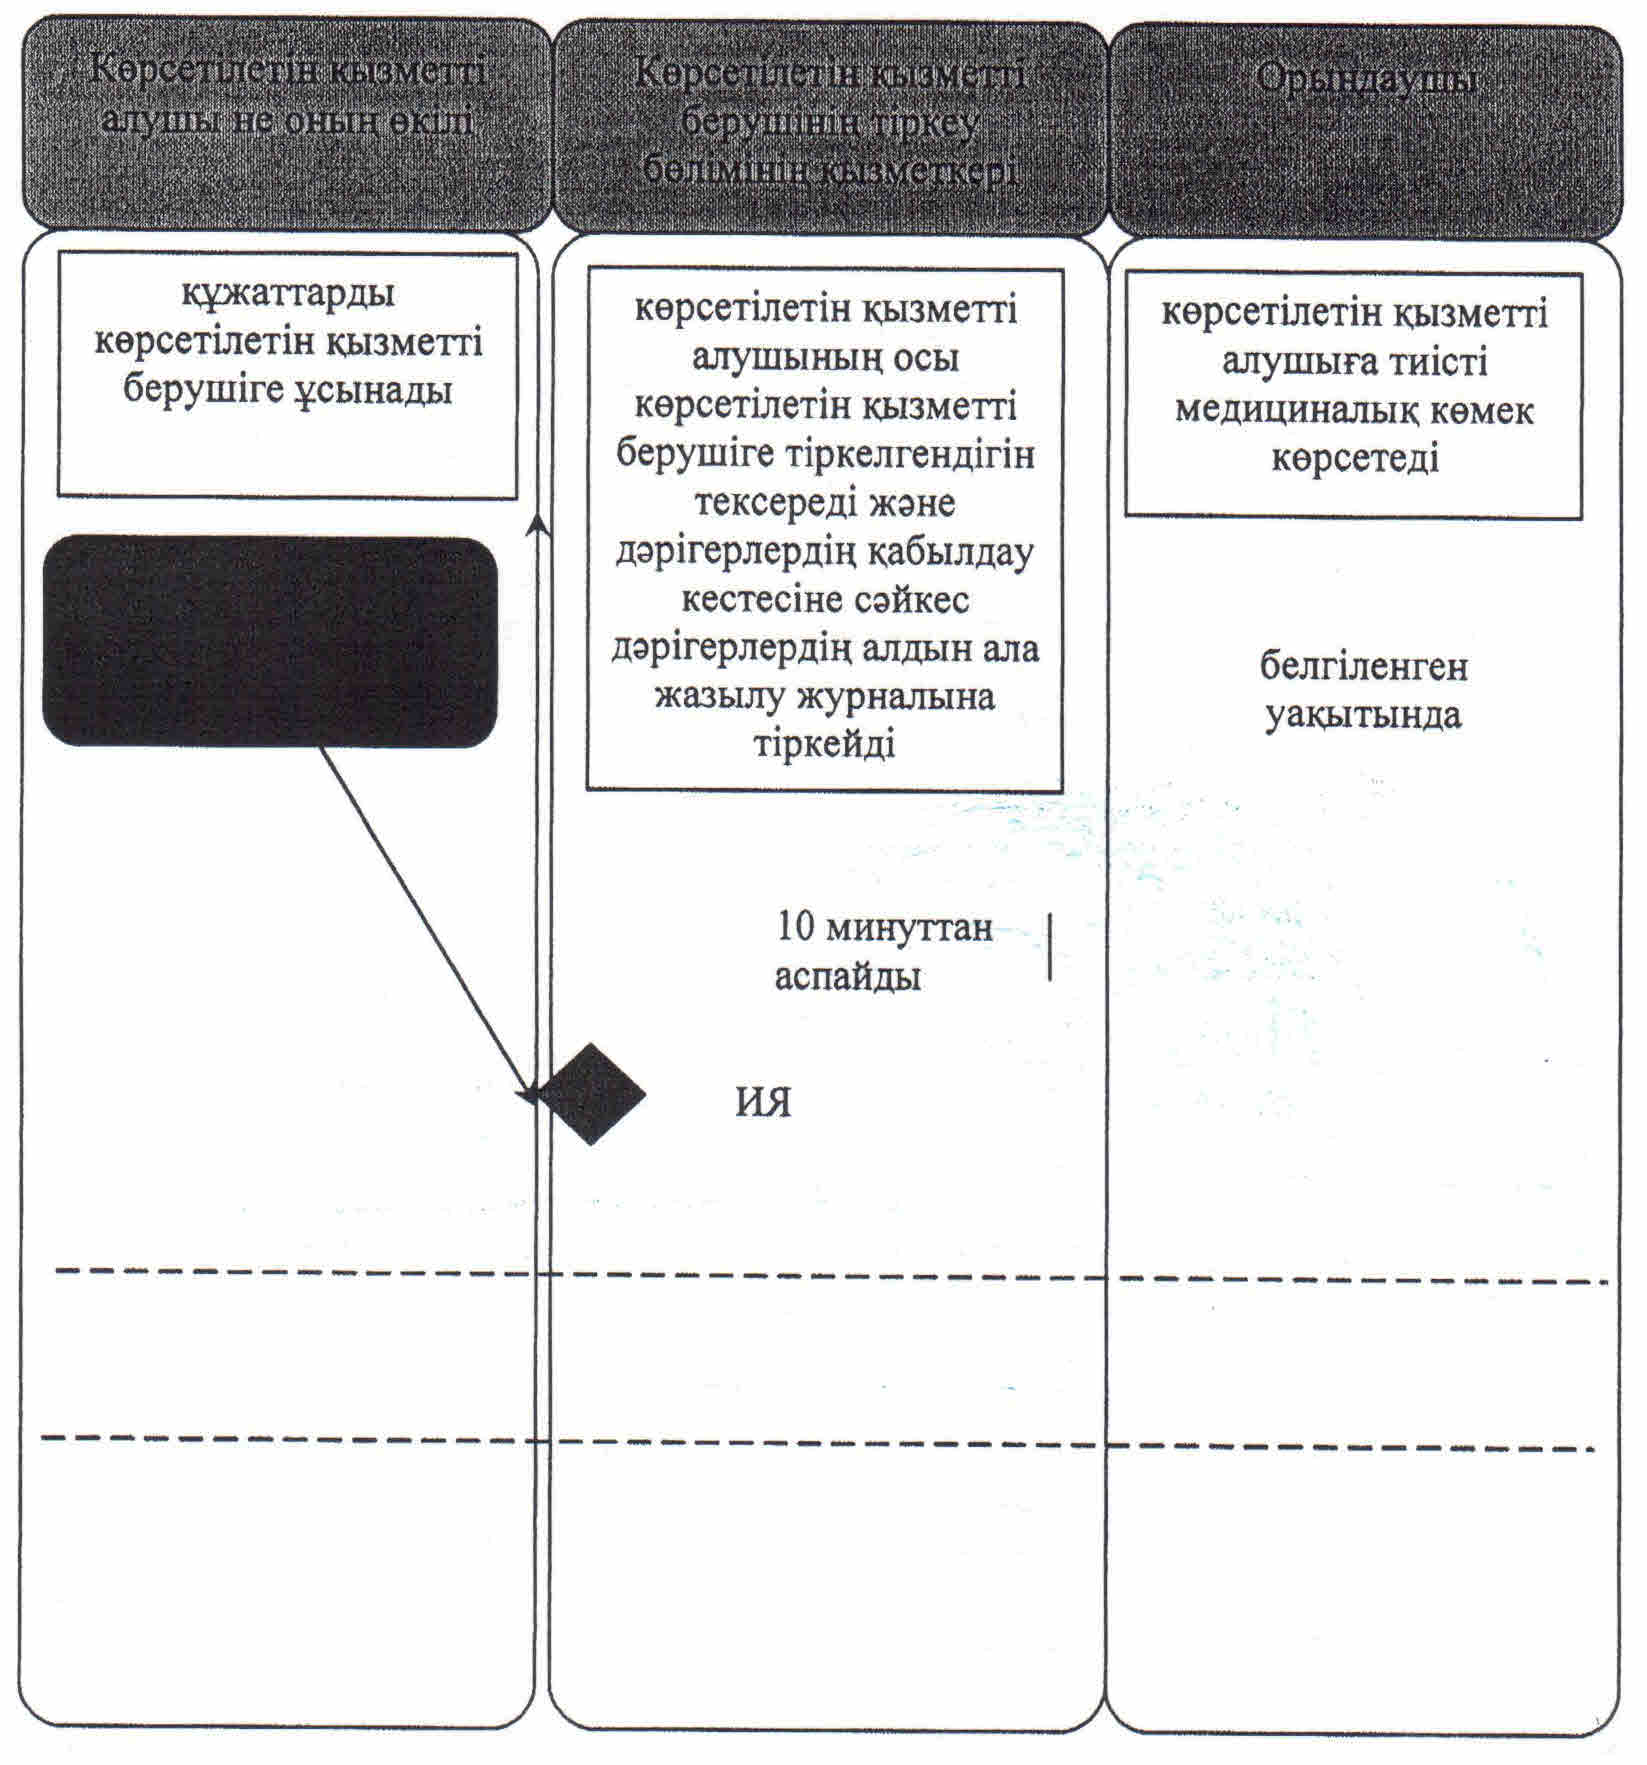 Көрсетілетін қызметті
алушы не оның өкілі
Көрсетілетін қызметті
берушінің тіркеу
бөлімінің қызметкері
Орындаушы
құжаттарды
көрсетілетін қызметті
берушіге ұсынады
көрсетілетін қызметті
алушының осы
көрсетілетін қызметті
берушіге тіркелгендігін
тексереді және
дәрігерлердің қабылдау
кестесіне сәйкес
дәрігерлердің алдын ала
жазылу журналына
тіркейді
көрсетілетін қызметті
алушыға тиісті
медициналық көмек
көрсетеді
белгіленген
уақытында
10 минуттан
аспайды
ИЯ